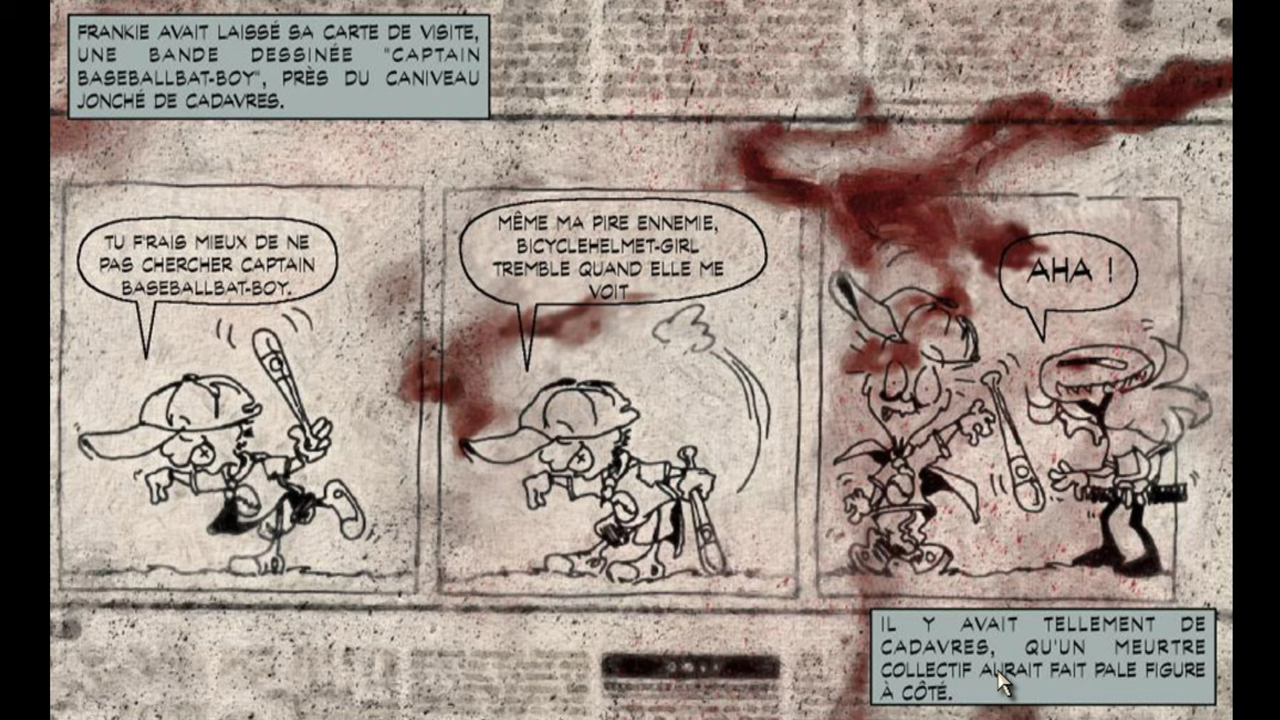 FRANKIE AVAIT LAISSÉ SA CARTE DE VISITE,
UNE BANDE DESSINÉE "CAPTAIN
BASEBALLBAT-BOY", PRÈS DU CANIVEAU
JONCHÉ DE CADAVRES.
TU F'RAIS MIEUX DE NE
PAS CHERCHER CAPTAIN
BASEBALLBAT-BOY.
MÊME MA PIRE ENNEMIE,
BICYCLEHELMET-GIRL
TREMBLE QUAND ELLE ME
VOIT
AHA !
IL Y AVAIT TELLEMENT DE
CADAVRES, QU'UN MEURTRE
COLLECTIF AURAIT FAIT PALE FIGURE
À CÔTÉ.